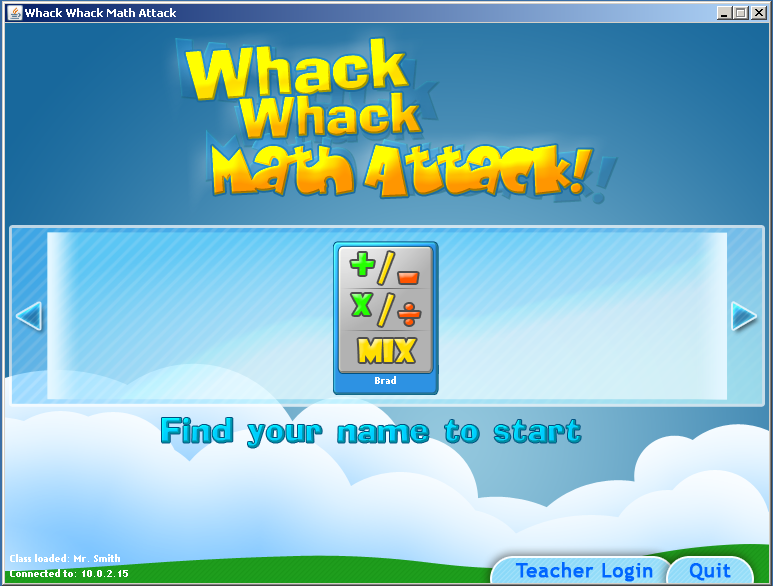 Whack Whack Math Attack
Whack
Whack
Math Attack!
+/-
x/÷
MIX
Brad
Find your name to start
Class loaded: Mr. Smith
Connected to: 10.0.2.15
Teacher Login
Quit